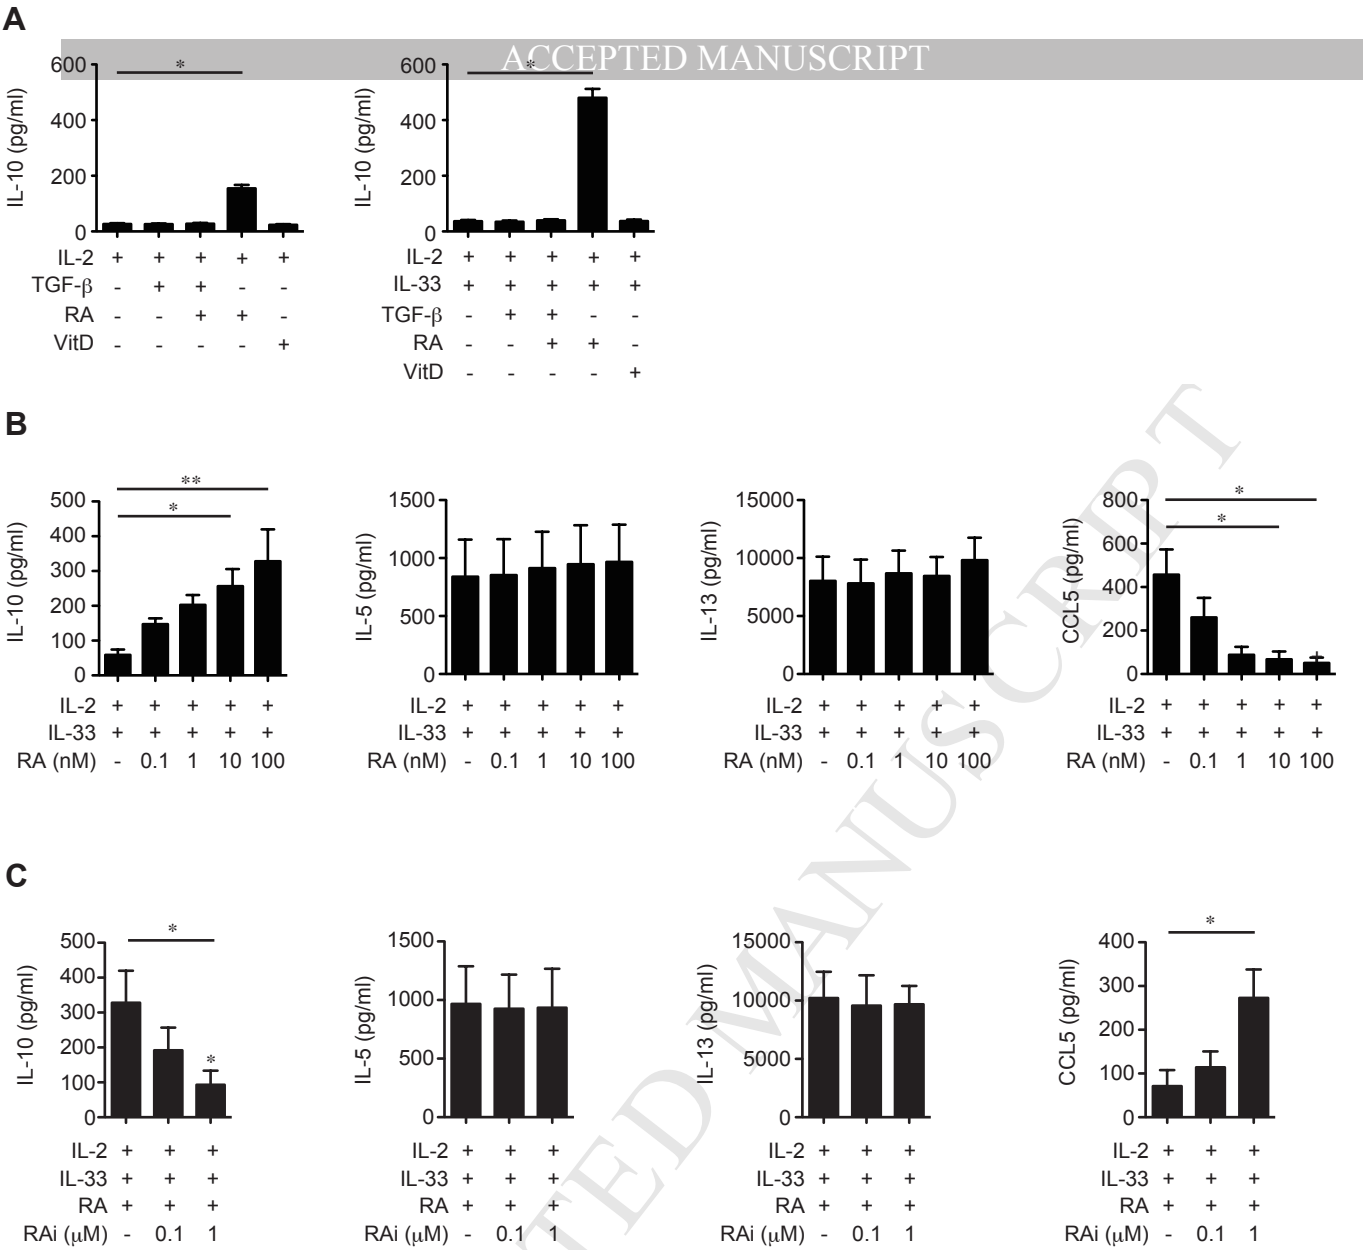 A
ACCEPTED MANUSCRIPT
600
400
200
0
IL-10 (pg/ml)
*
IL-2 + + + + +
TGF-β - + + - -
RA - - + + -
VitD - - - - +
600
400
200
0
IL-10 (pg/ml)
*
IL-2 + + + + +
IL-33 + + + + +
TGF-β - + + - -
RA - - + + -
VitD - - - - +
B
500
400
300
200
100
0
IL-10 (pg/ml)
**
*
IL-2 + + + + +
IL-33 + + + + +
RA (nM) - 0.1 1 10 100
1500
1000
500
0
IL-5 (pg/ml)
IL-2 + + + + +
IL-33 + + + + +
RA (nM) - 0.1 1 10 100
15000
10000
5000
0
IL-13 (pg/ml)
IL-2 + + + + +
IL-33 + + + + +
RA (nM) - 0.1 1 10 100
800
600
400
200
0
CCL5 (pg/ml)
*
*
IL-2 + + + + +
IL-33 + + + + +
RA (nM) - 0.1 1 10 100
C
500
400
300
200
100
0
IL-10 (pg/ml)
*
*
IL-2 + + +
IL-33 + + +
RA + + +
RAi (μM) - 0.1 1
1500
1000
500
0
IL-5 (pg/ml)
IL-2 + + +
IL-33 + + +
RA + + +
RAi (μM) - 0.1 1
15000
10000
5000
0
IL-13 (pg/ml)
IL-2 + + +
IL-33 + + +
RA + + +
RAi (μM) - 0.1 1
400
300
200
100
0
CCL5 (pg/ml)
*
IL-2 + + +
IL-33 + + +
RA + + +
RAi (μM) - 0.1 1
TED MANUSCRIPT